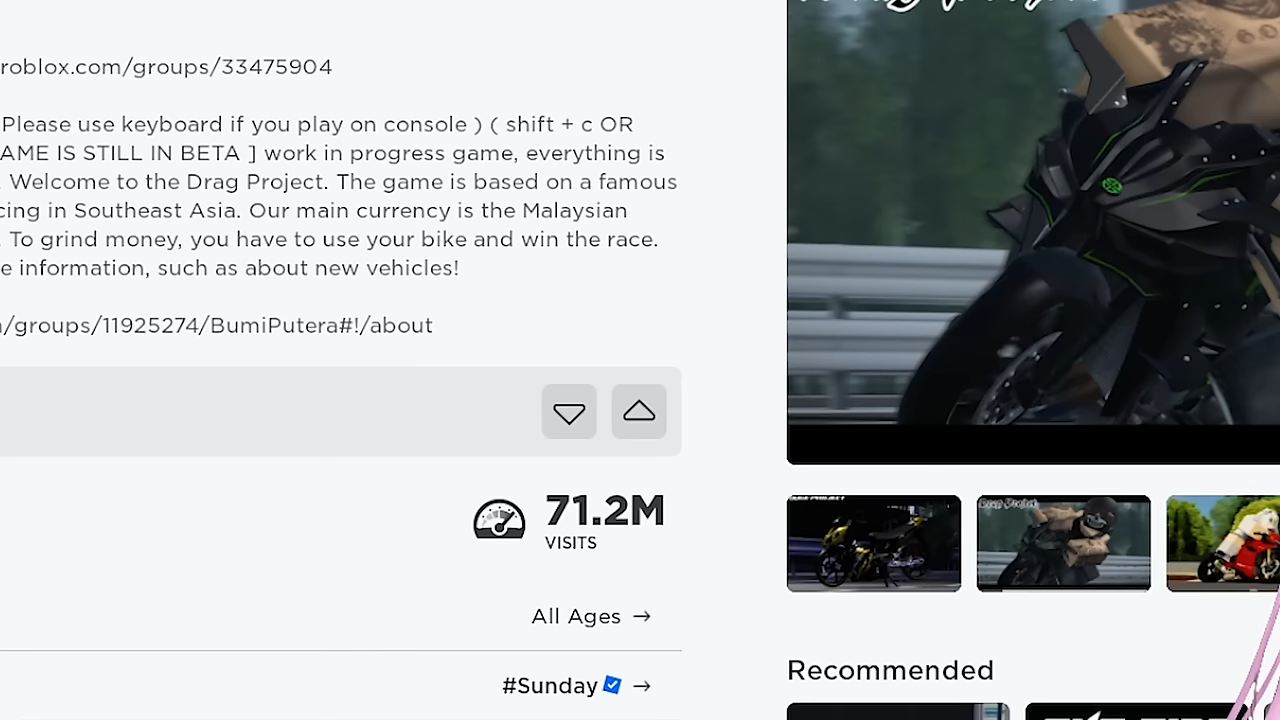 roblox.com/groups/33475904
Please use keyboard if you play on console ) ( shift + c OR
AME IS STILL IN BETA ] work in progress game, everything is
. Welcome to the Drag Project. The game is based on a famous
cing in Southeast Asia. Our main currency is the Malaysian
. To grind money, you have to use your bike and win the race.
e information, such as about new vehicles!
/groups/11925274/BumiPutera#!/about
71.2M
VISITS
All Ages →
#Sunday →
Drag Project
Recommended